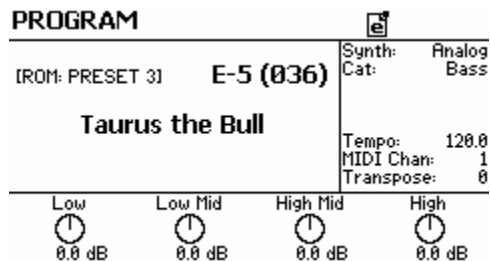 PROGRAM e
[ROM: PRESET 3] E-5 (036)
Taurus the Bull
Synth: Analog
Cat: Bass
Tempo: 120.0
MIDI Chan: 1
Transpose: 0
Low Low Mid High Mid High
0.0 dB 0.0 dB 0.0 dB 0.0 dB